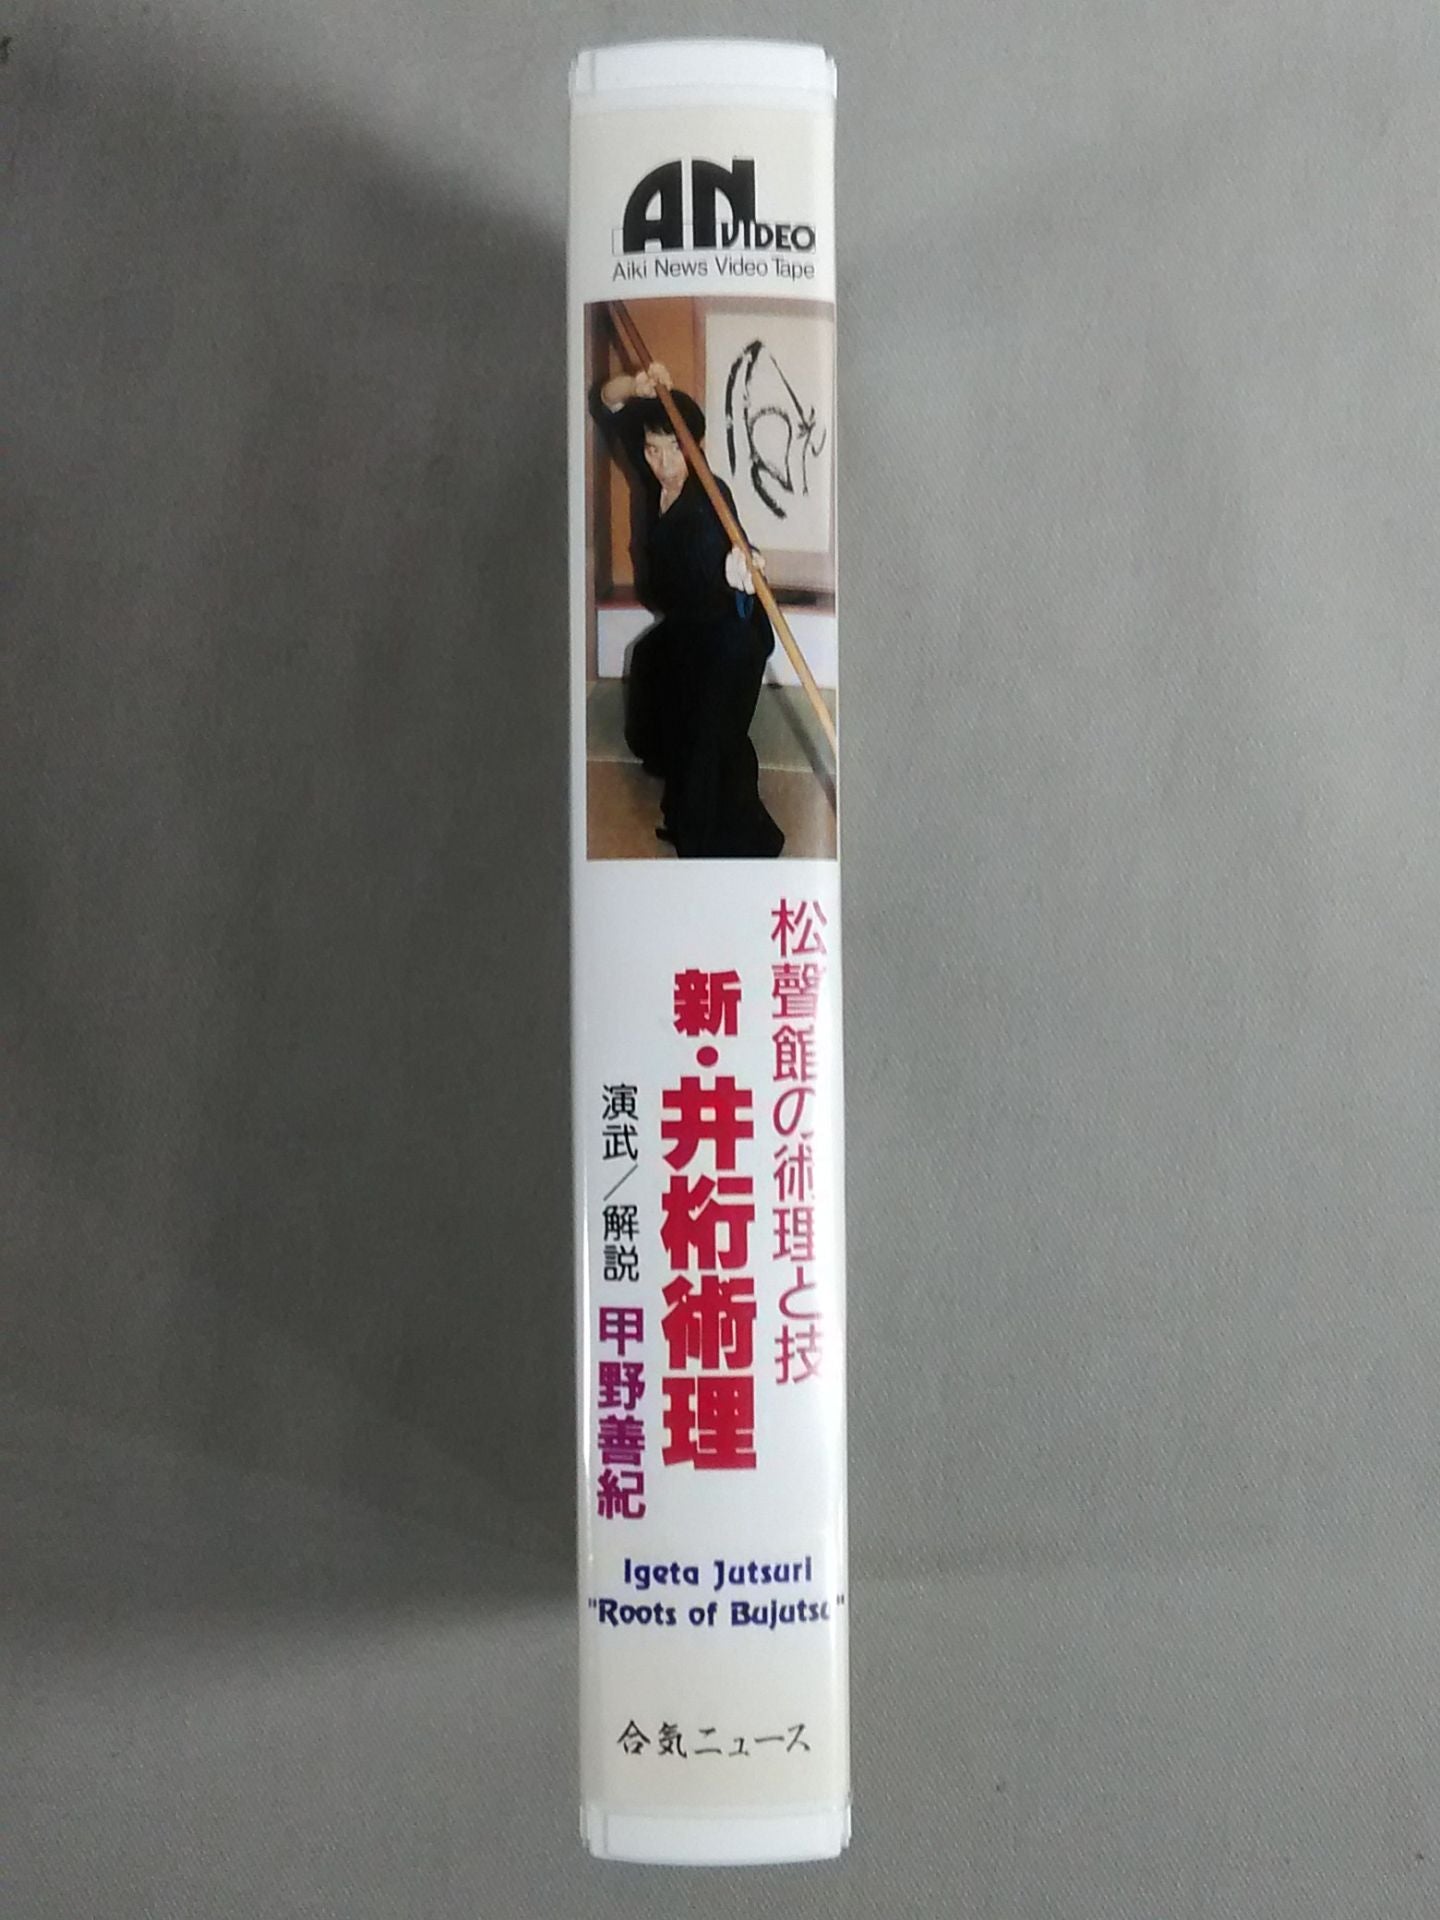 AN VIDEO
Aiki News Video Tape
松聲館の術理と技
新・井桁術理
演武／解説 甲野善紀
Igeta Jutsuri
"Roots of Bujutsu"
合気ニュース